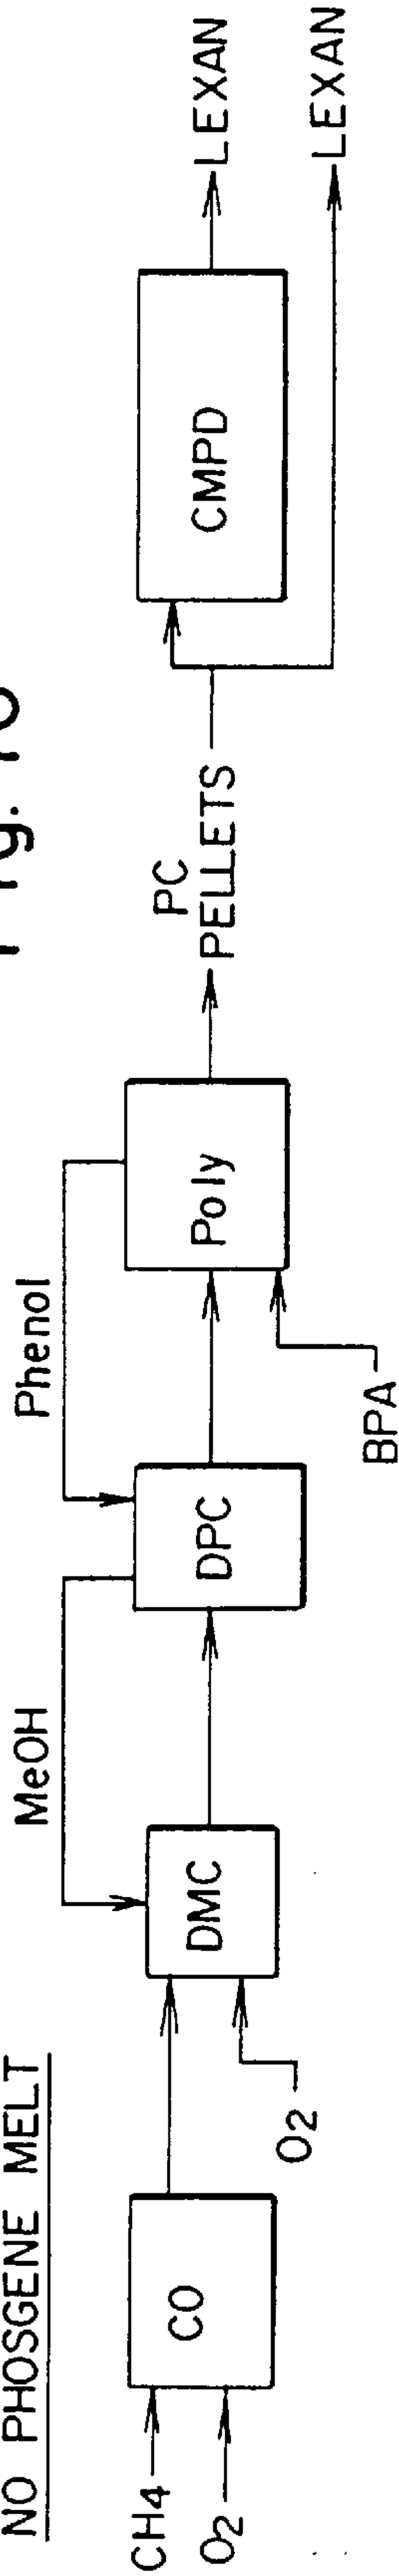 NO PHOSGENE MELT
CH4
O2
CO
O2
DMC
MeOH
DPC
Phenol
BPA
Poly
PC
PELLETS
CMPD
LEXAN
LEXAN